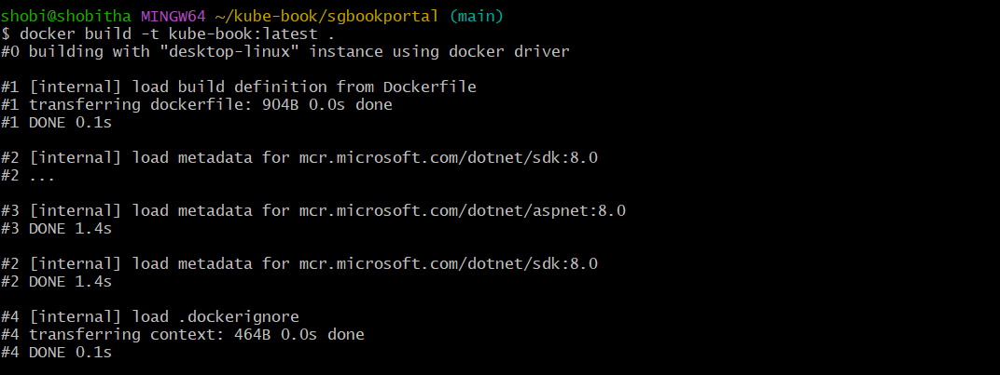 shobi@shobitha MINGW64 ~/kube-book/sgbookportal (main)
$ docker build -t kube-book:latest .
#0 building with "desktop-linux" instance using docker driver
#1 [internal] load build definition from Dockerfile
#1 transferring dockerfile: 904B 0.0s done
#1 DONE 0.1s
#2 [internal] load metadata for mcr.microsoft.com/dotnet/sdk:8.0
#2 ...
#3 [internal] load metadata for mcr.microsoft.com/dotnet/aspnet:8.0
#3 DONE 1.4s
#2 [internal] load metadata for mcr.microsoft.com/dotnet/sdk:8.0
#2 DONE 1.4s
#4 [internal] load .dockerignore
#4 transferring context: 464B 0.0s done
#4 DONE 0.1s